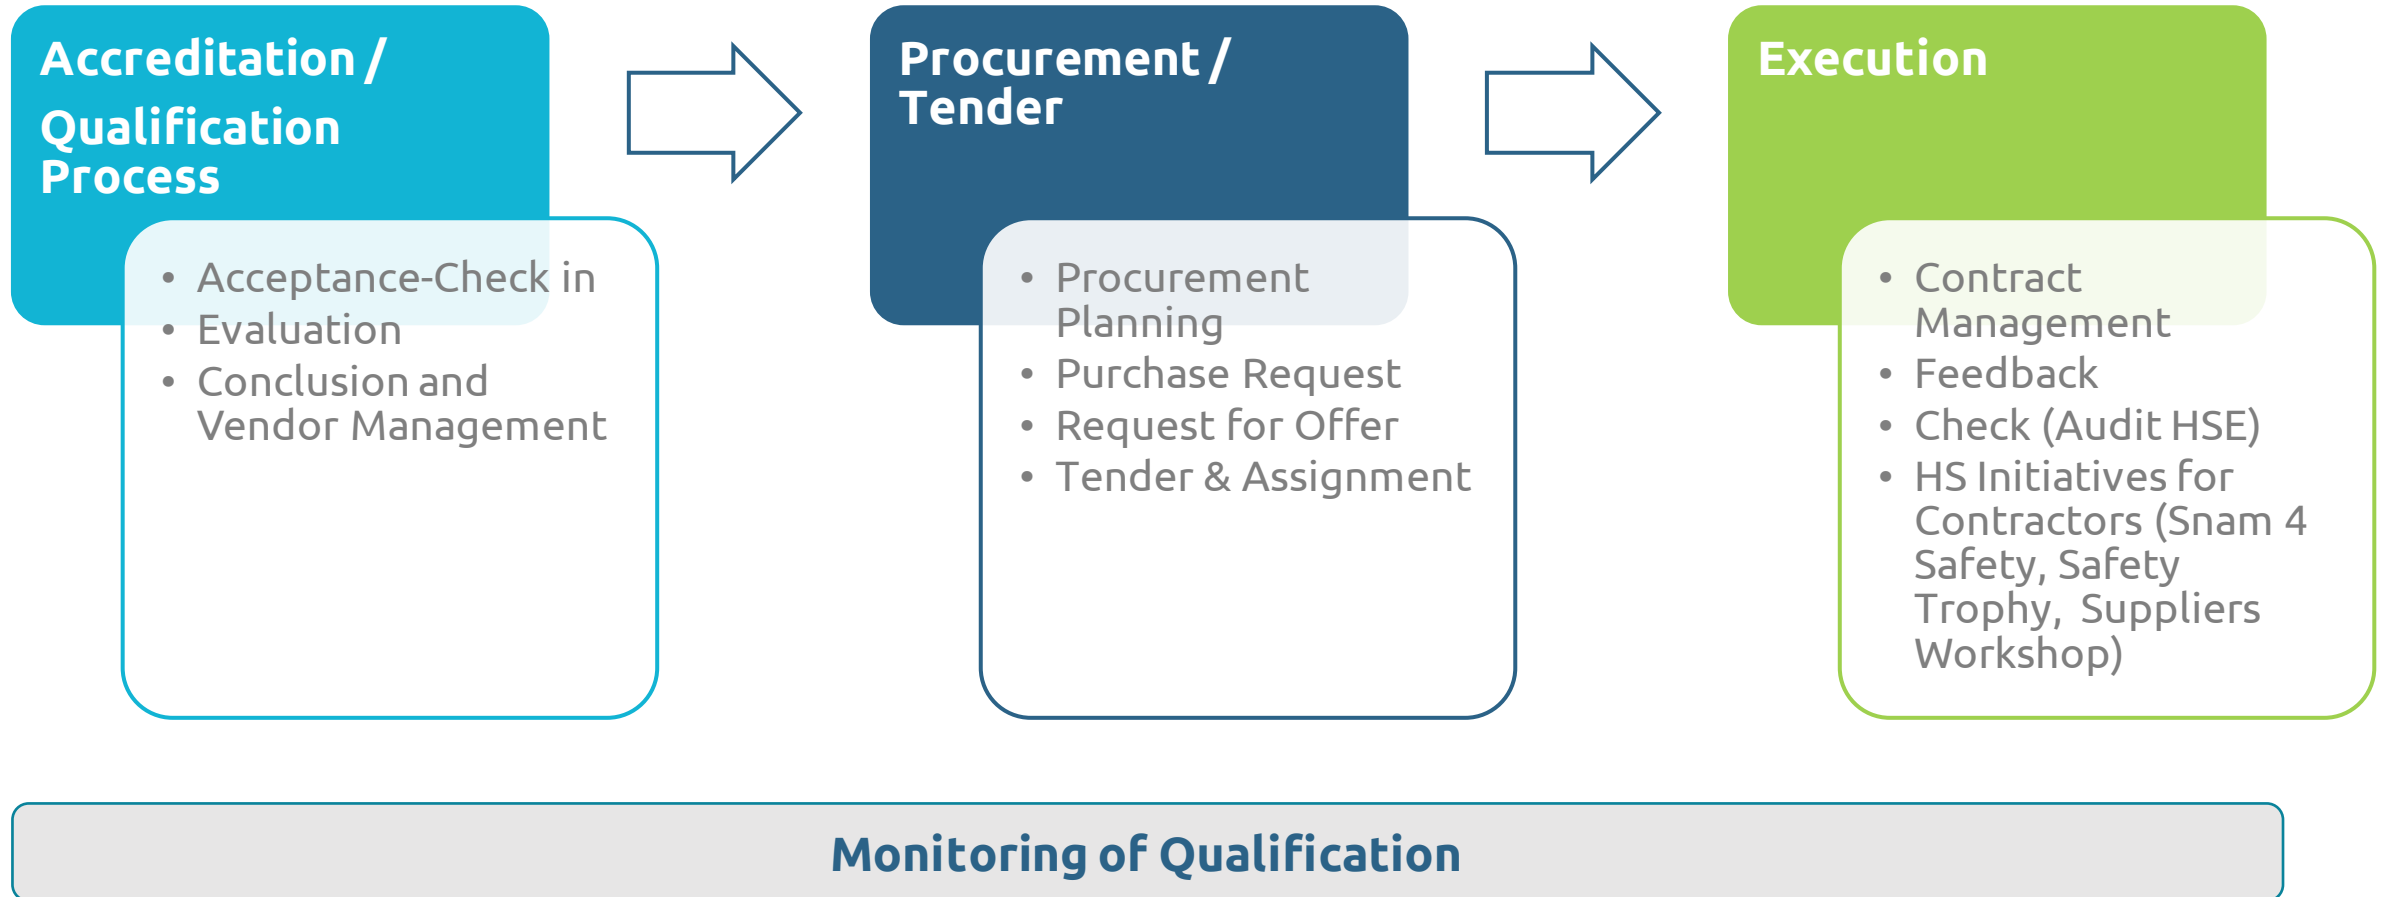 Accreditation /
Qualification
Process
• Acceptance-Check in
• Evaluation
• Conclusion and
Vendor Management
Procurement /
Tender
• Procurement
Planning
• Purchase Request
• Request for Offer
• Tender & Assignment
Execution
• Contract
Management
• Feedback
• Check (Audit HSE)
• HS Initiatives for
Contractors (Snam 4
Safety, Safety
Trophy, Suppliers
Workshop)
Monitoring of Qualification